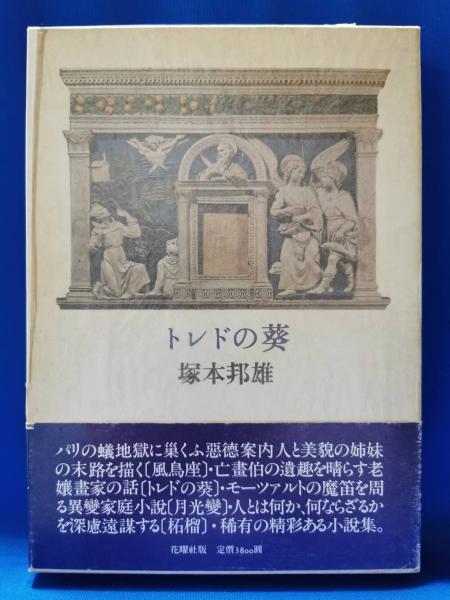 トレドの葵
塚本邦雄
パリの蟻地獄に巢くふ惡德案内人と美貌の姉妹
の末路を描く〔風鳥座〕・亡畫伯の遺趣を晴らす老
孃畫家の話〔トレドの葵〕・モーツァルトの魔笛を周
る異變家庭小說〔月光變〕・人とは何か、何ならざるか
を深慮遠謀する〔柘榴〕・稀有の精彩ある小說集。
花曜社版 定價3800圓